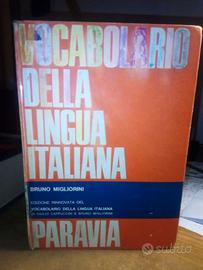 VOCABOLARIO
DELLA
LINGUA
ITALIANA
BRUNO MIGLIORINI
EDIZIONE RINNOVATA DEL
VOCABOLARIO DELLA LINGUA ITALIANA
DI GIULIO CAPPUCCINI E BRUNO MIGLIORINI
PARAVIA
subito